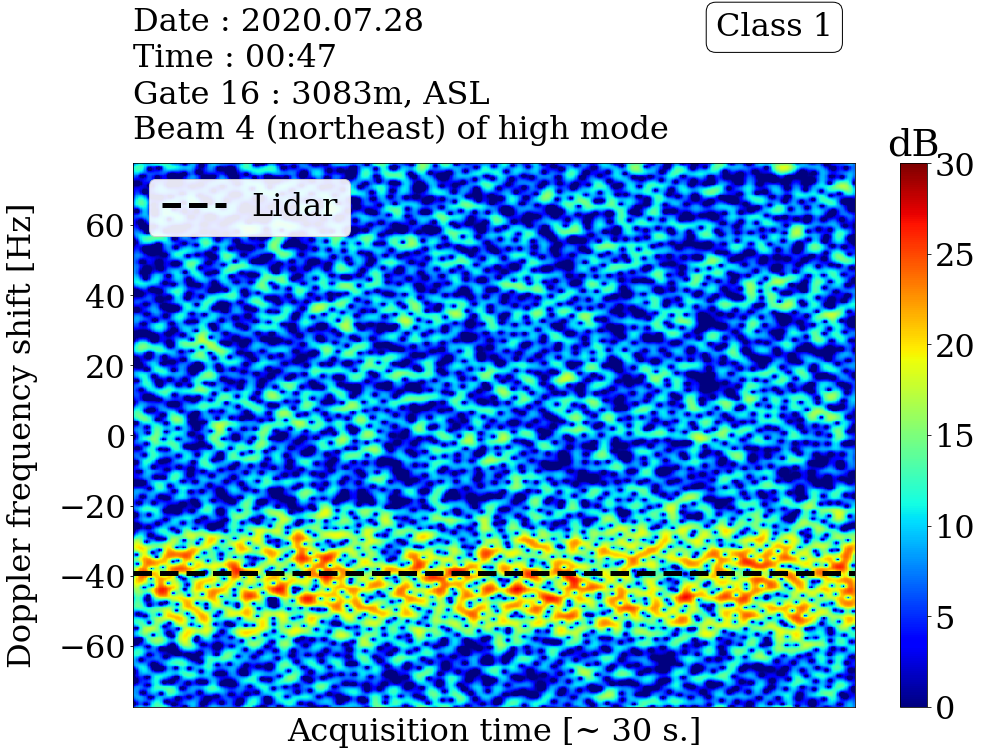 Date : 2020.07.28
Time : 00:47
Gate 16 : 3083m, ASL
Beam 4 (northeast) of high mode
Class 1
dB
Lidar
Doppler frequency shift [Hz]
60
40
20
0
−20
−40
−60
30
25
20
15
10
5
0
Acquisition time [~ 30 s.]